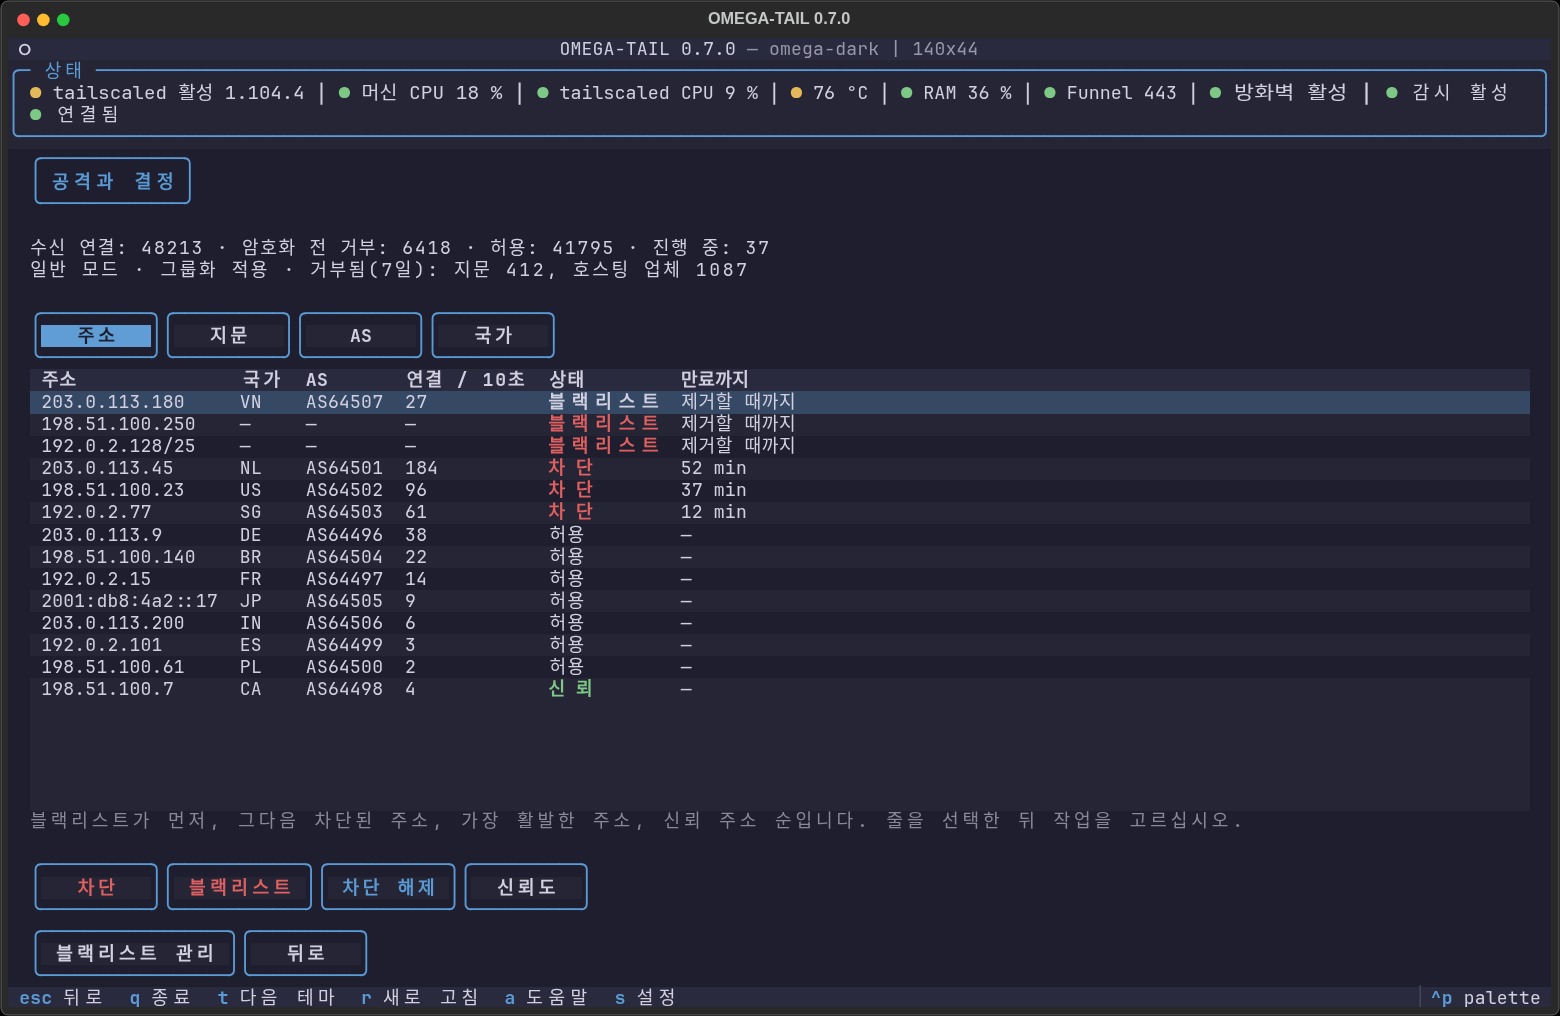 OMEGA-TAIL 0.7.0
OMEGA-TAIL 0.7.0 — omega-dark | 140x44
상태
● tailscaled 활성 1.104.4 | ● 머신 CPU 18 % | ● tailscaled CPU 9 % | ● 76 °C | ● RAM 36 % | ● Funnel 443 | ● 방화벽 활성 | ● 감시 활성
● 연결됨
공격과 결정
수신 연결: 48213 · 암호화 전 거부: 6418 · 허용: 41795 · 진행 중: 37
일반 모드 · 그룹화 적용 · 거부됨(7일): 지문 412, 호스팅 업체 1087
주소 지문 AS 국가
주소 국가 AS 연결 / 10초 상태 만료까지
203.0.113.180 VN AS64507 27 블랙리스트 제거할 때까지
198.51.100.250 — — — 블랙리스트 제거할 때까지
192.0.2.128/25 — — — 블랙리스트 제거할 때까지
203.0.113.45 NL AS64501 184 차단 52 min
198.51.100.23 US AS64502 96 차단 37 min
192.0.2.77 SG AS64503 61 차단 12 min
203.0.113.9 DE AS64496 38 허용 —
198.51.100.140 BR AS64504 22 허용 —
192.0.2.15 FR AS64497 14 허용 —
2001:db8:4a2::17 JP AS64505 9 허용 —
203.0.113.200 IN AS64506 6 허용 —
192.0.2.101 ES AS64499 3 허용 —
198.51.100.61 PL AS64500 2 허용 —
198.51.100.7 CA AS64498 4 신뢰 —
블랙리스트가 먼저, 그다음 차단된 주소, 가장 활발한 주소, 신뢰 주소 순입니다. 줄을 선택한 뒤 작업을 고르십시오.
차단 블랙리스트 차단 해제 신뢰도
블랙리스트 관리 뒤로
esc 뒤로 q 종료 t 다음 테마 r 새로 고침 a 도움말 s 설정 ^p palette